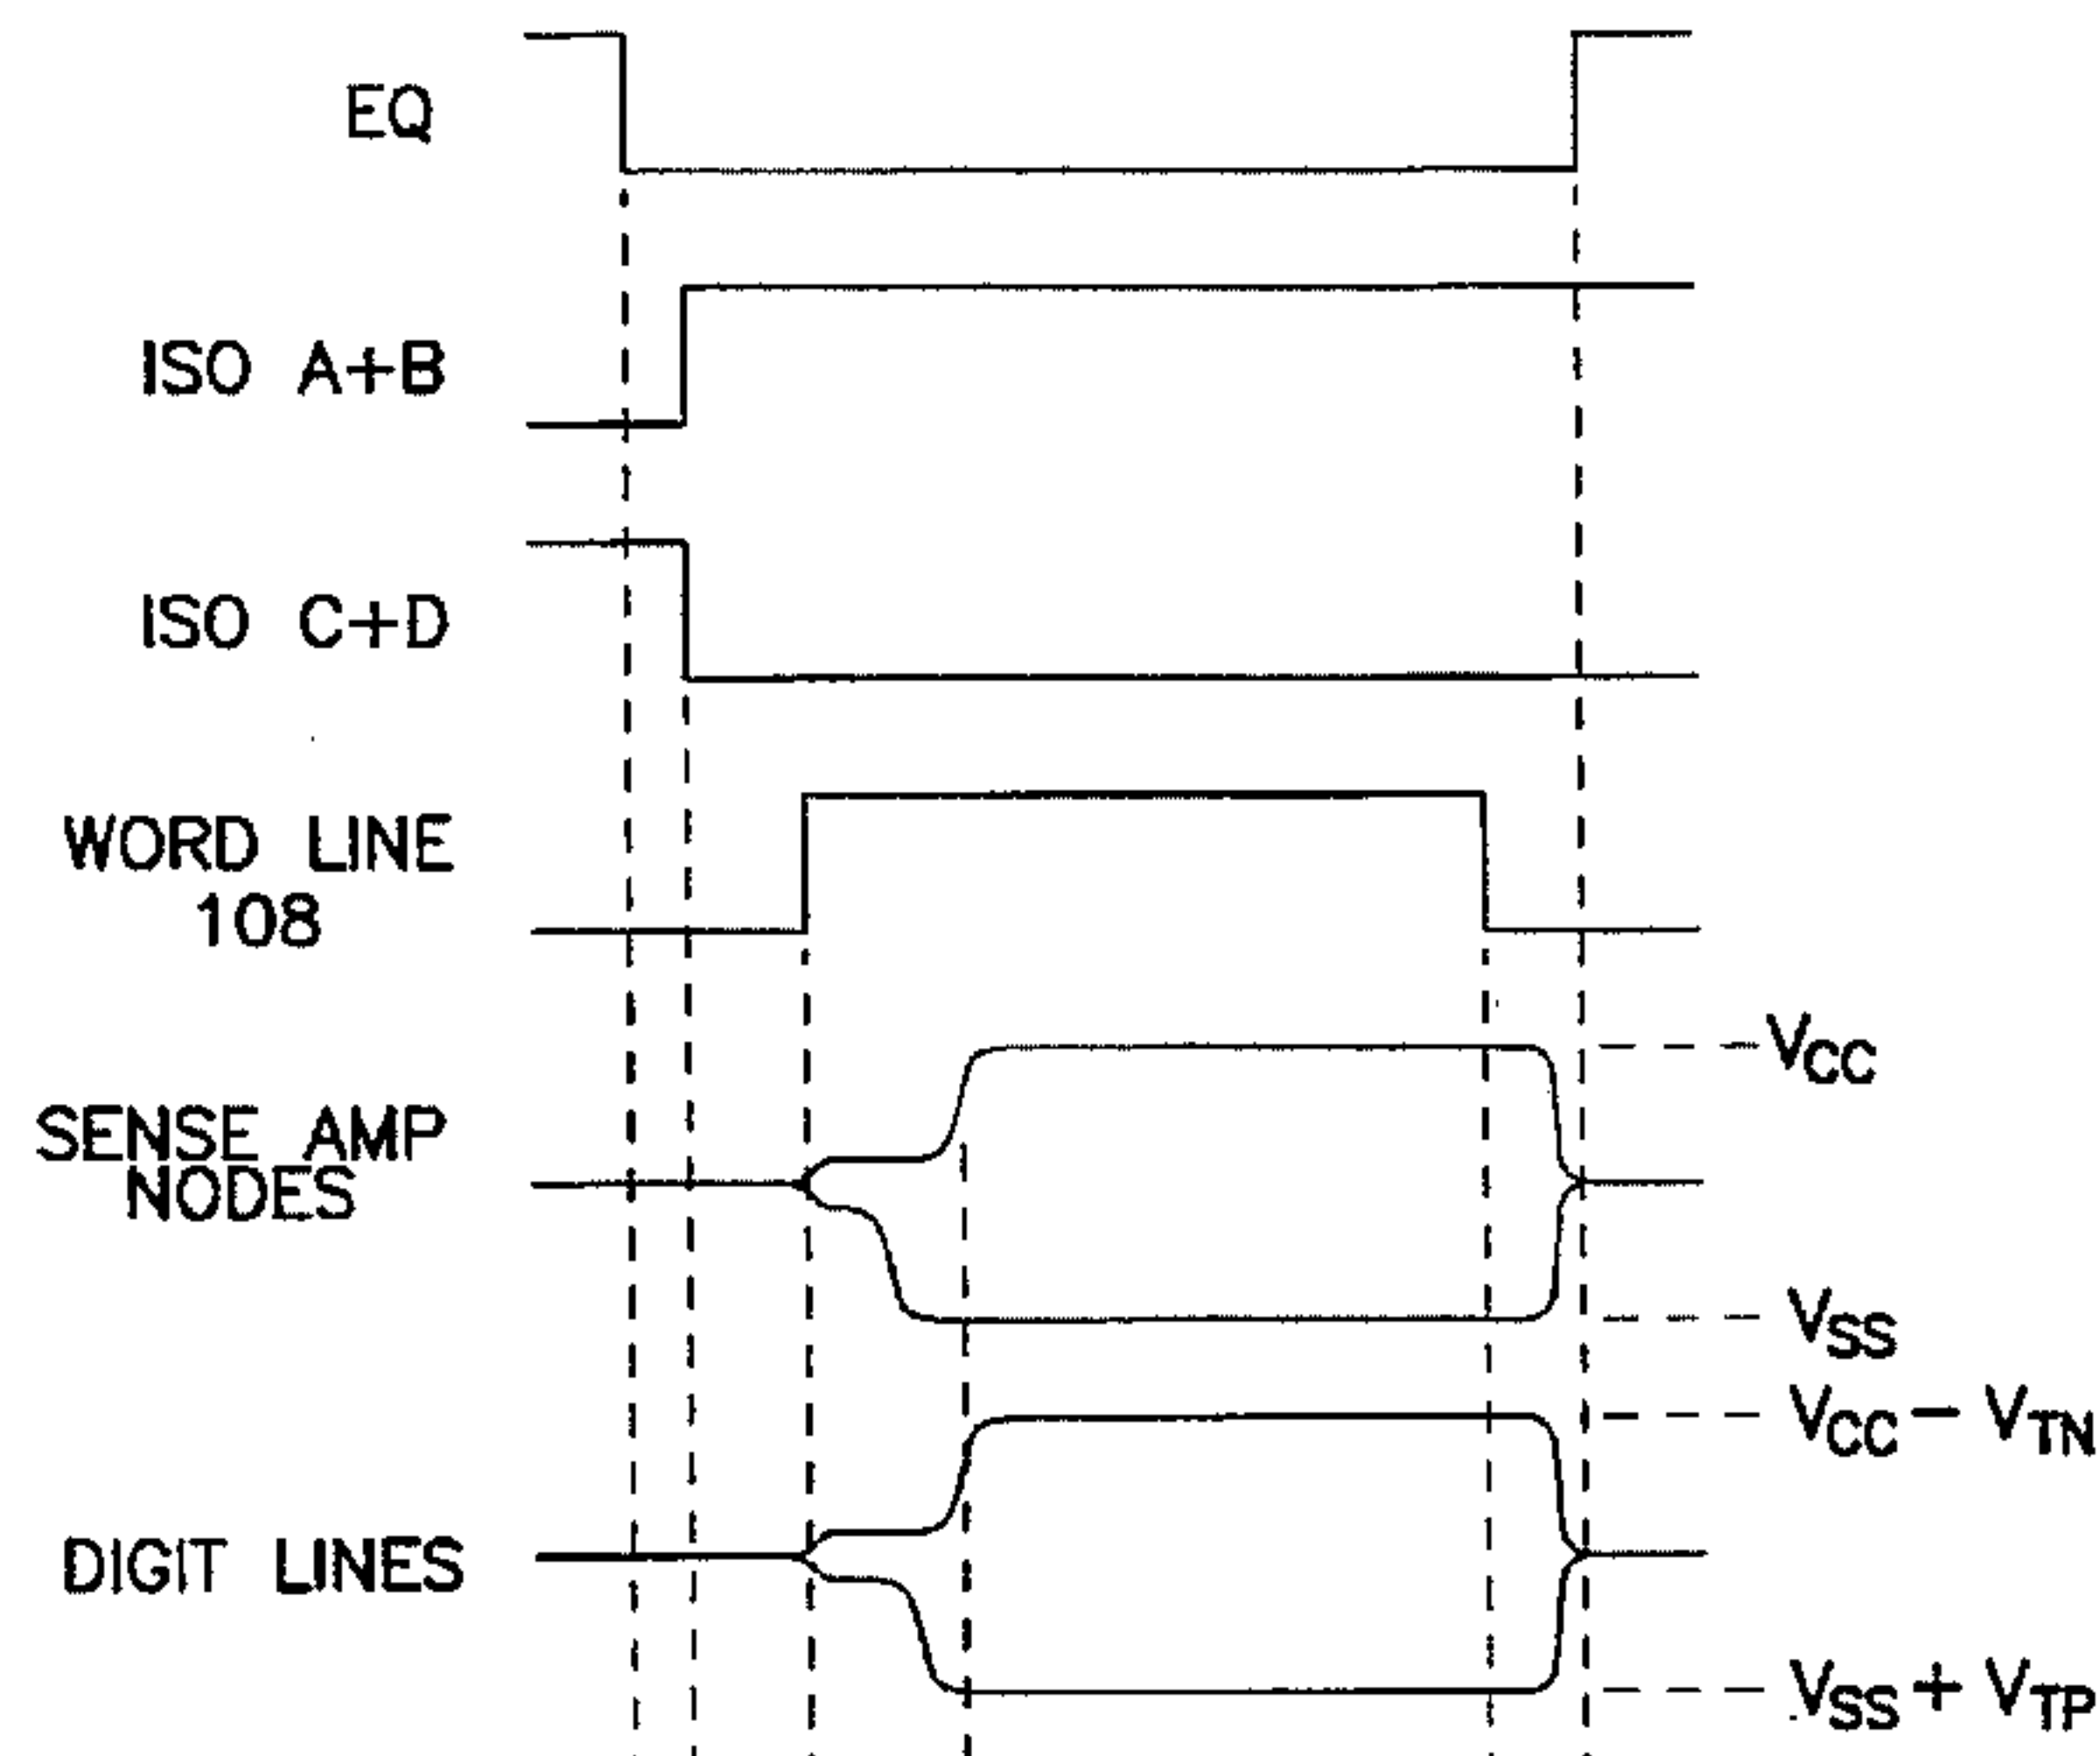 EQ
ISO A+B
ISO C+D
WORD LINE
108
SENSE AMP
NODES
VCC
VSS
VCC - VTN
DIGIT LINES
VSS + VTP